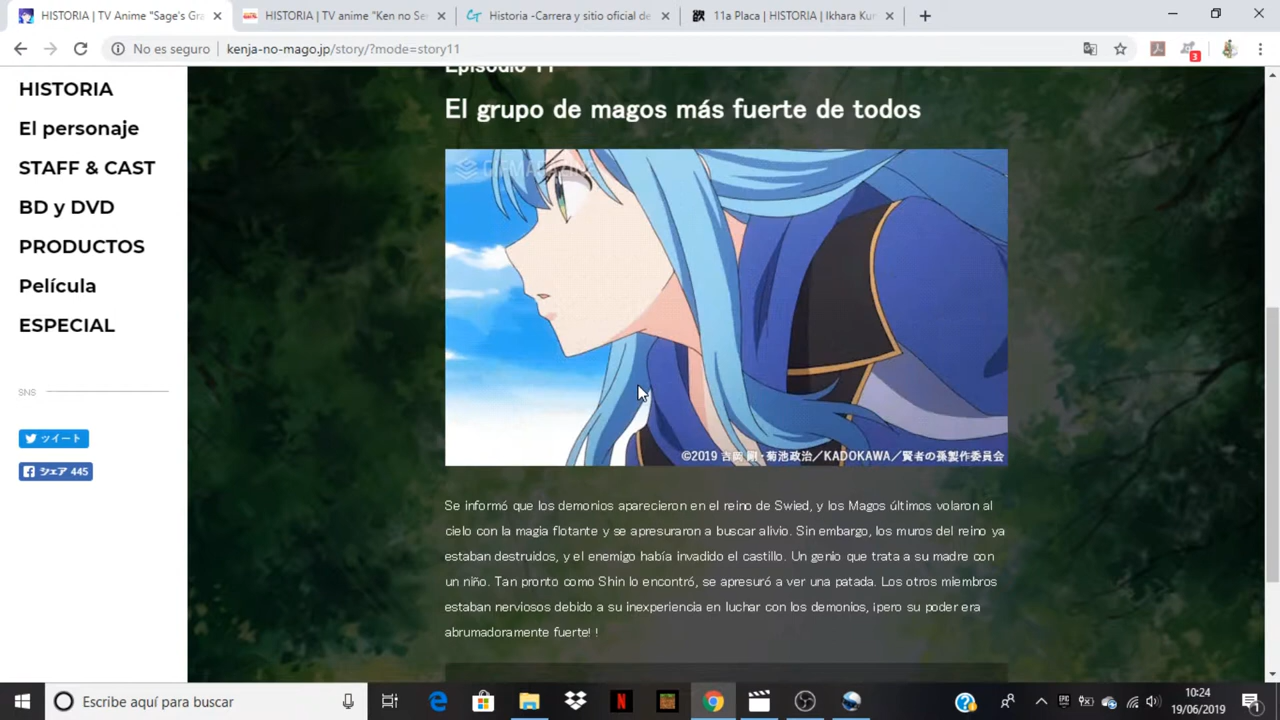 HISTORIA | TV Anime "Sage's Gra
HISTORIA | TV anime "Ken no Se
Historia -Carrera y sitio oficial de
11a Placa | HISTORIA | Ikhara Kur
No es seguro
kenja-no-mago.jp/story/?mode=story11
3
HISTORIA
El personaje
STAFF & CAST
BD y DVD
PRODUCTOS
Película
ESPECIAL
SNS
ツイート
シェア 445
Episodio 11
El grupo de magos más fuerte de todos
©2019 吉岡 剛・菊池政治／KADOKAWA／賢者の孫製作委員会
Se informó que los demonios aparecieron en el reino de Swied, y los Magos últimos volaron al
cielo con la magia flotante y se apresuraron a buscar alivio. Sin embargo, los muros del reino ya
estaban destruidos, y el enemigo había invadido el castillo. Un genio que trata a su madre con
un niño. Tan pronto como Shin lo encontró, se apresuró a ver una patada. Los otros miembros
estaban nerviosos debido a su inexperiencia en luchar con los demonios, ¡pero su poder era
abrumadoramente fuerte! !
Escribe aquí para buscar
10:24
19/06/2019
1